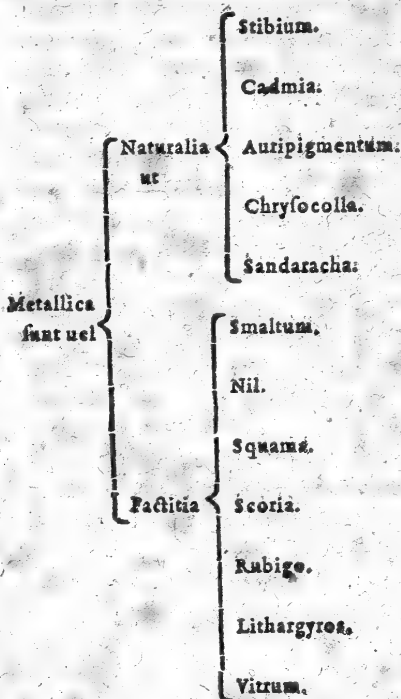 Stibium.
Cadmia.
Naturalia
ut
Auripigmentum.
Chryſocolla.
Sandaracha.
Metallica
ſunt uel
Smaltum.
Nil.
Squama.
Factitia
Scoria.
Rubigo.
Lithargyros.
Vitrum.